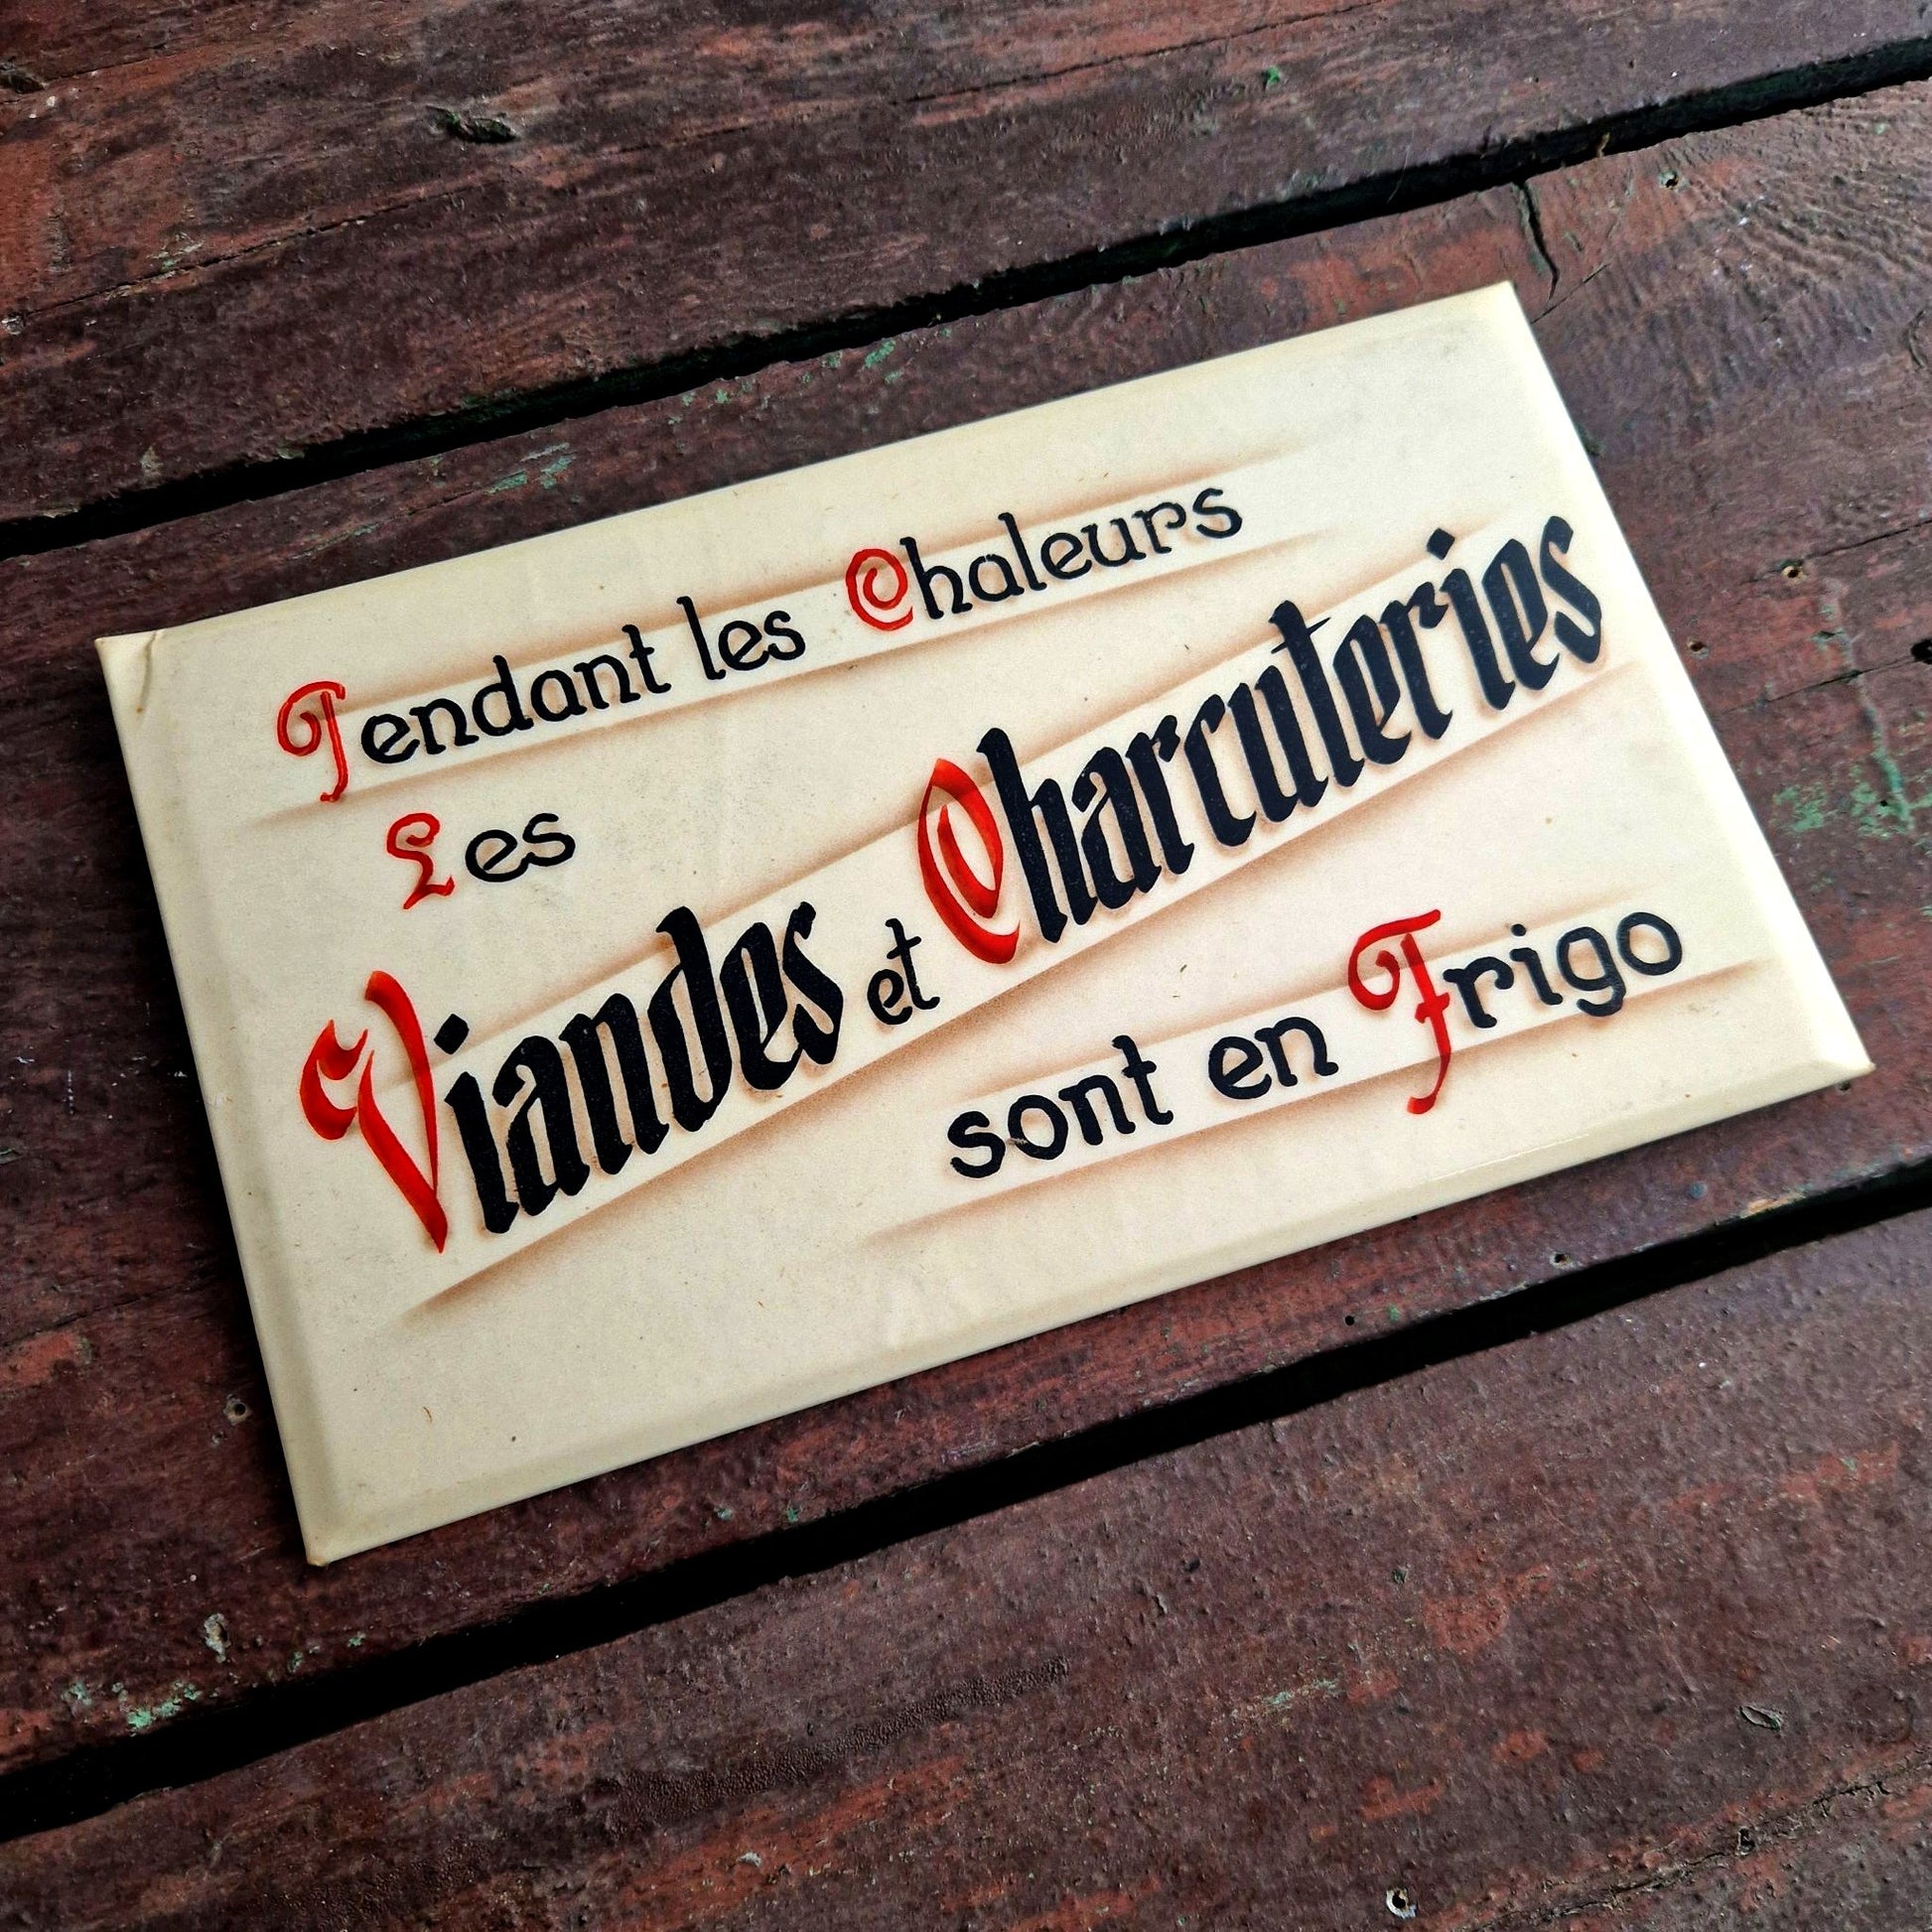 Pendant les Chaleurs
Les
Viandes et Charcuteries
sont en Frigo